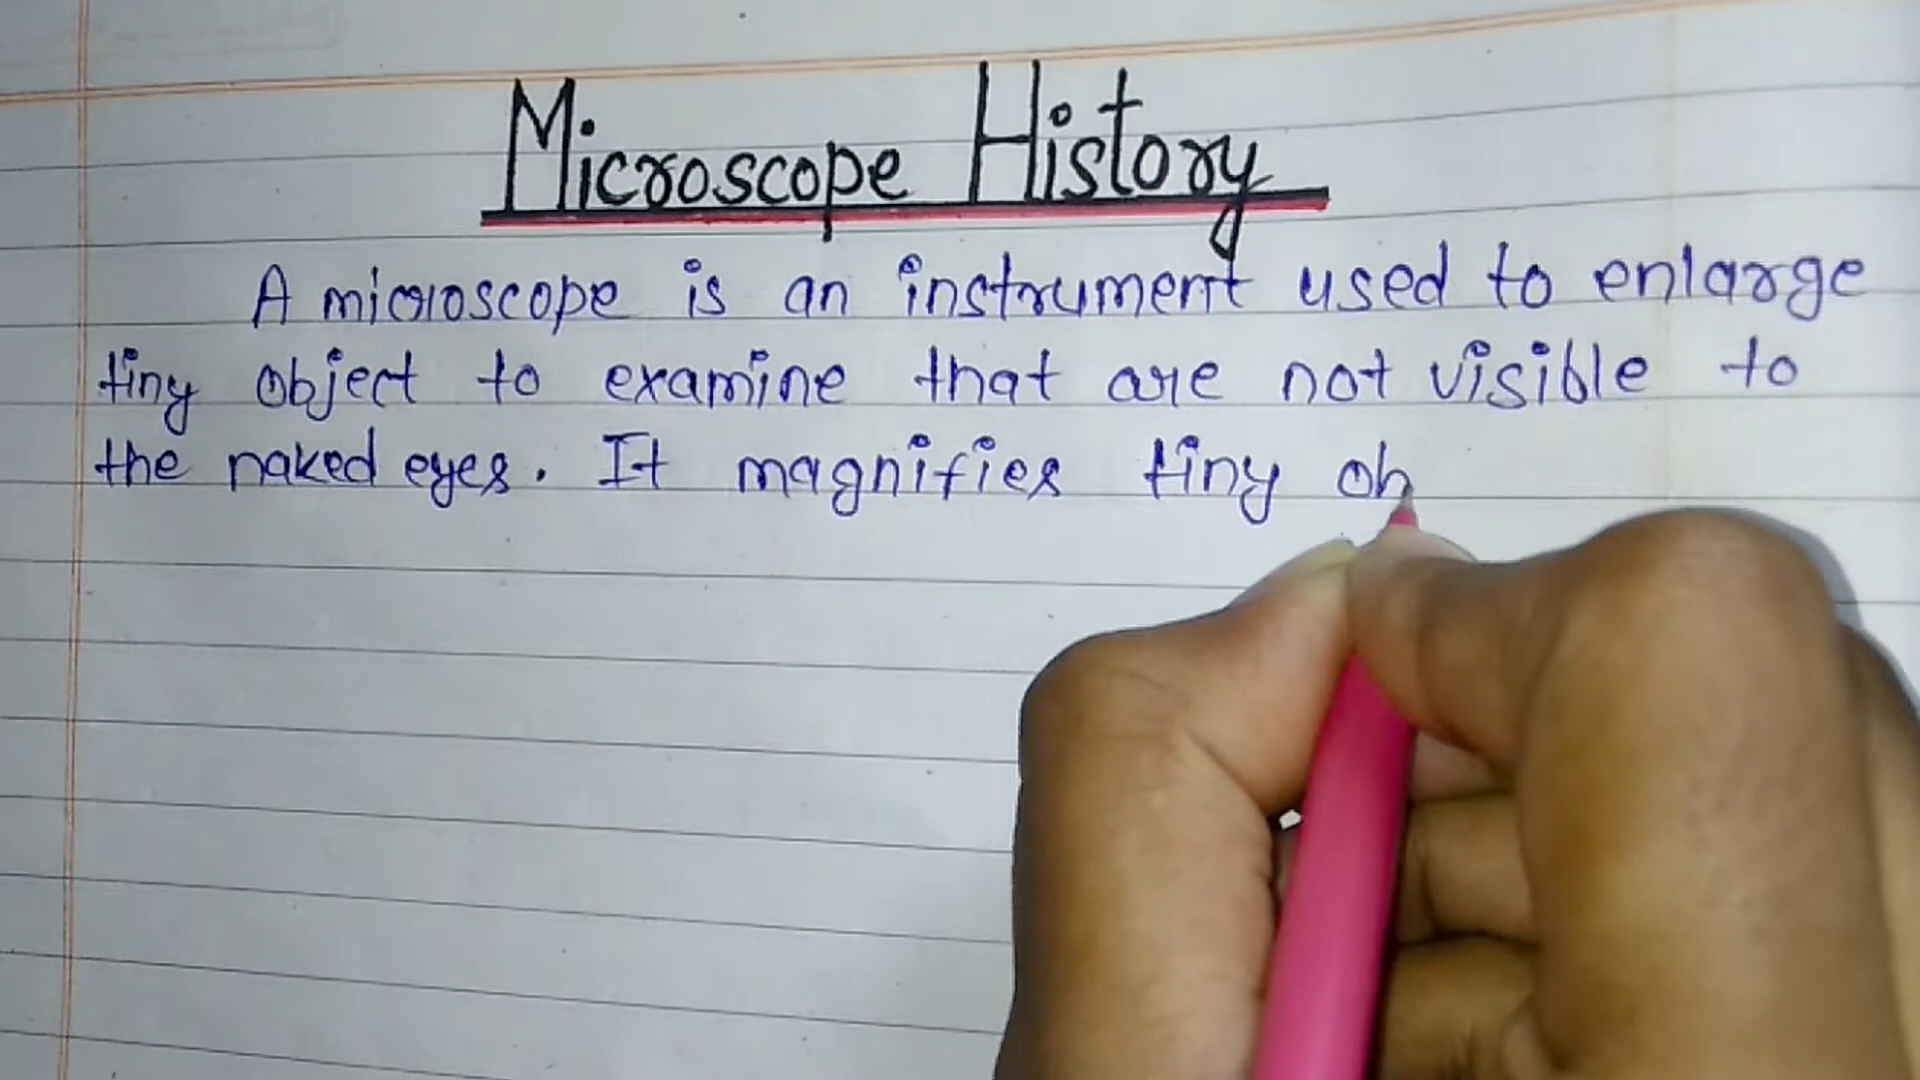 Microscope History
A microscope is an instrument used to enlarge
tiny object to examine that are not visible to
the naked eyes. It magnifies tiny ob